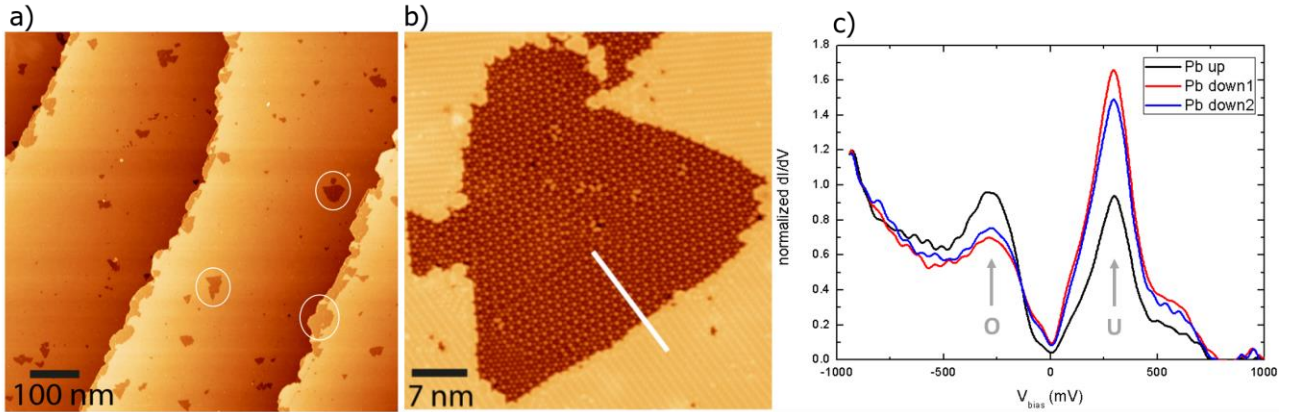 a)
100 nm
b)
7 nm
c)
normalized dI/dV
1.8
1.6
1.4
1.2
1.0
0.8
0.6
0.4
0.2
0.0
Pb up
Pb down1
Pb down2
O
U
-1000
-500
0
500
1000
V_bias (mV)